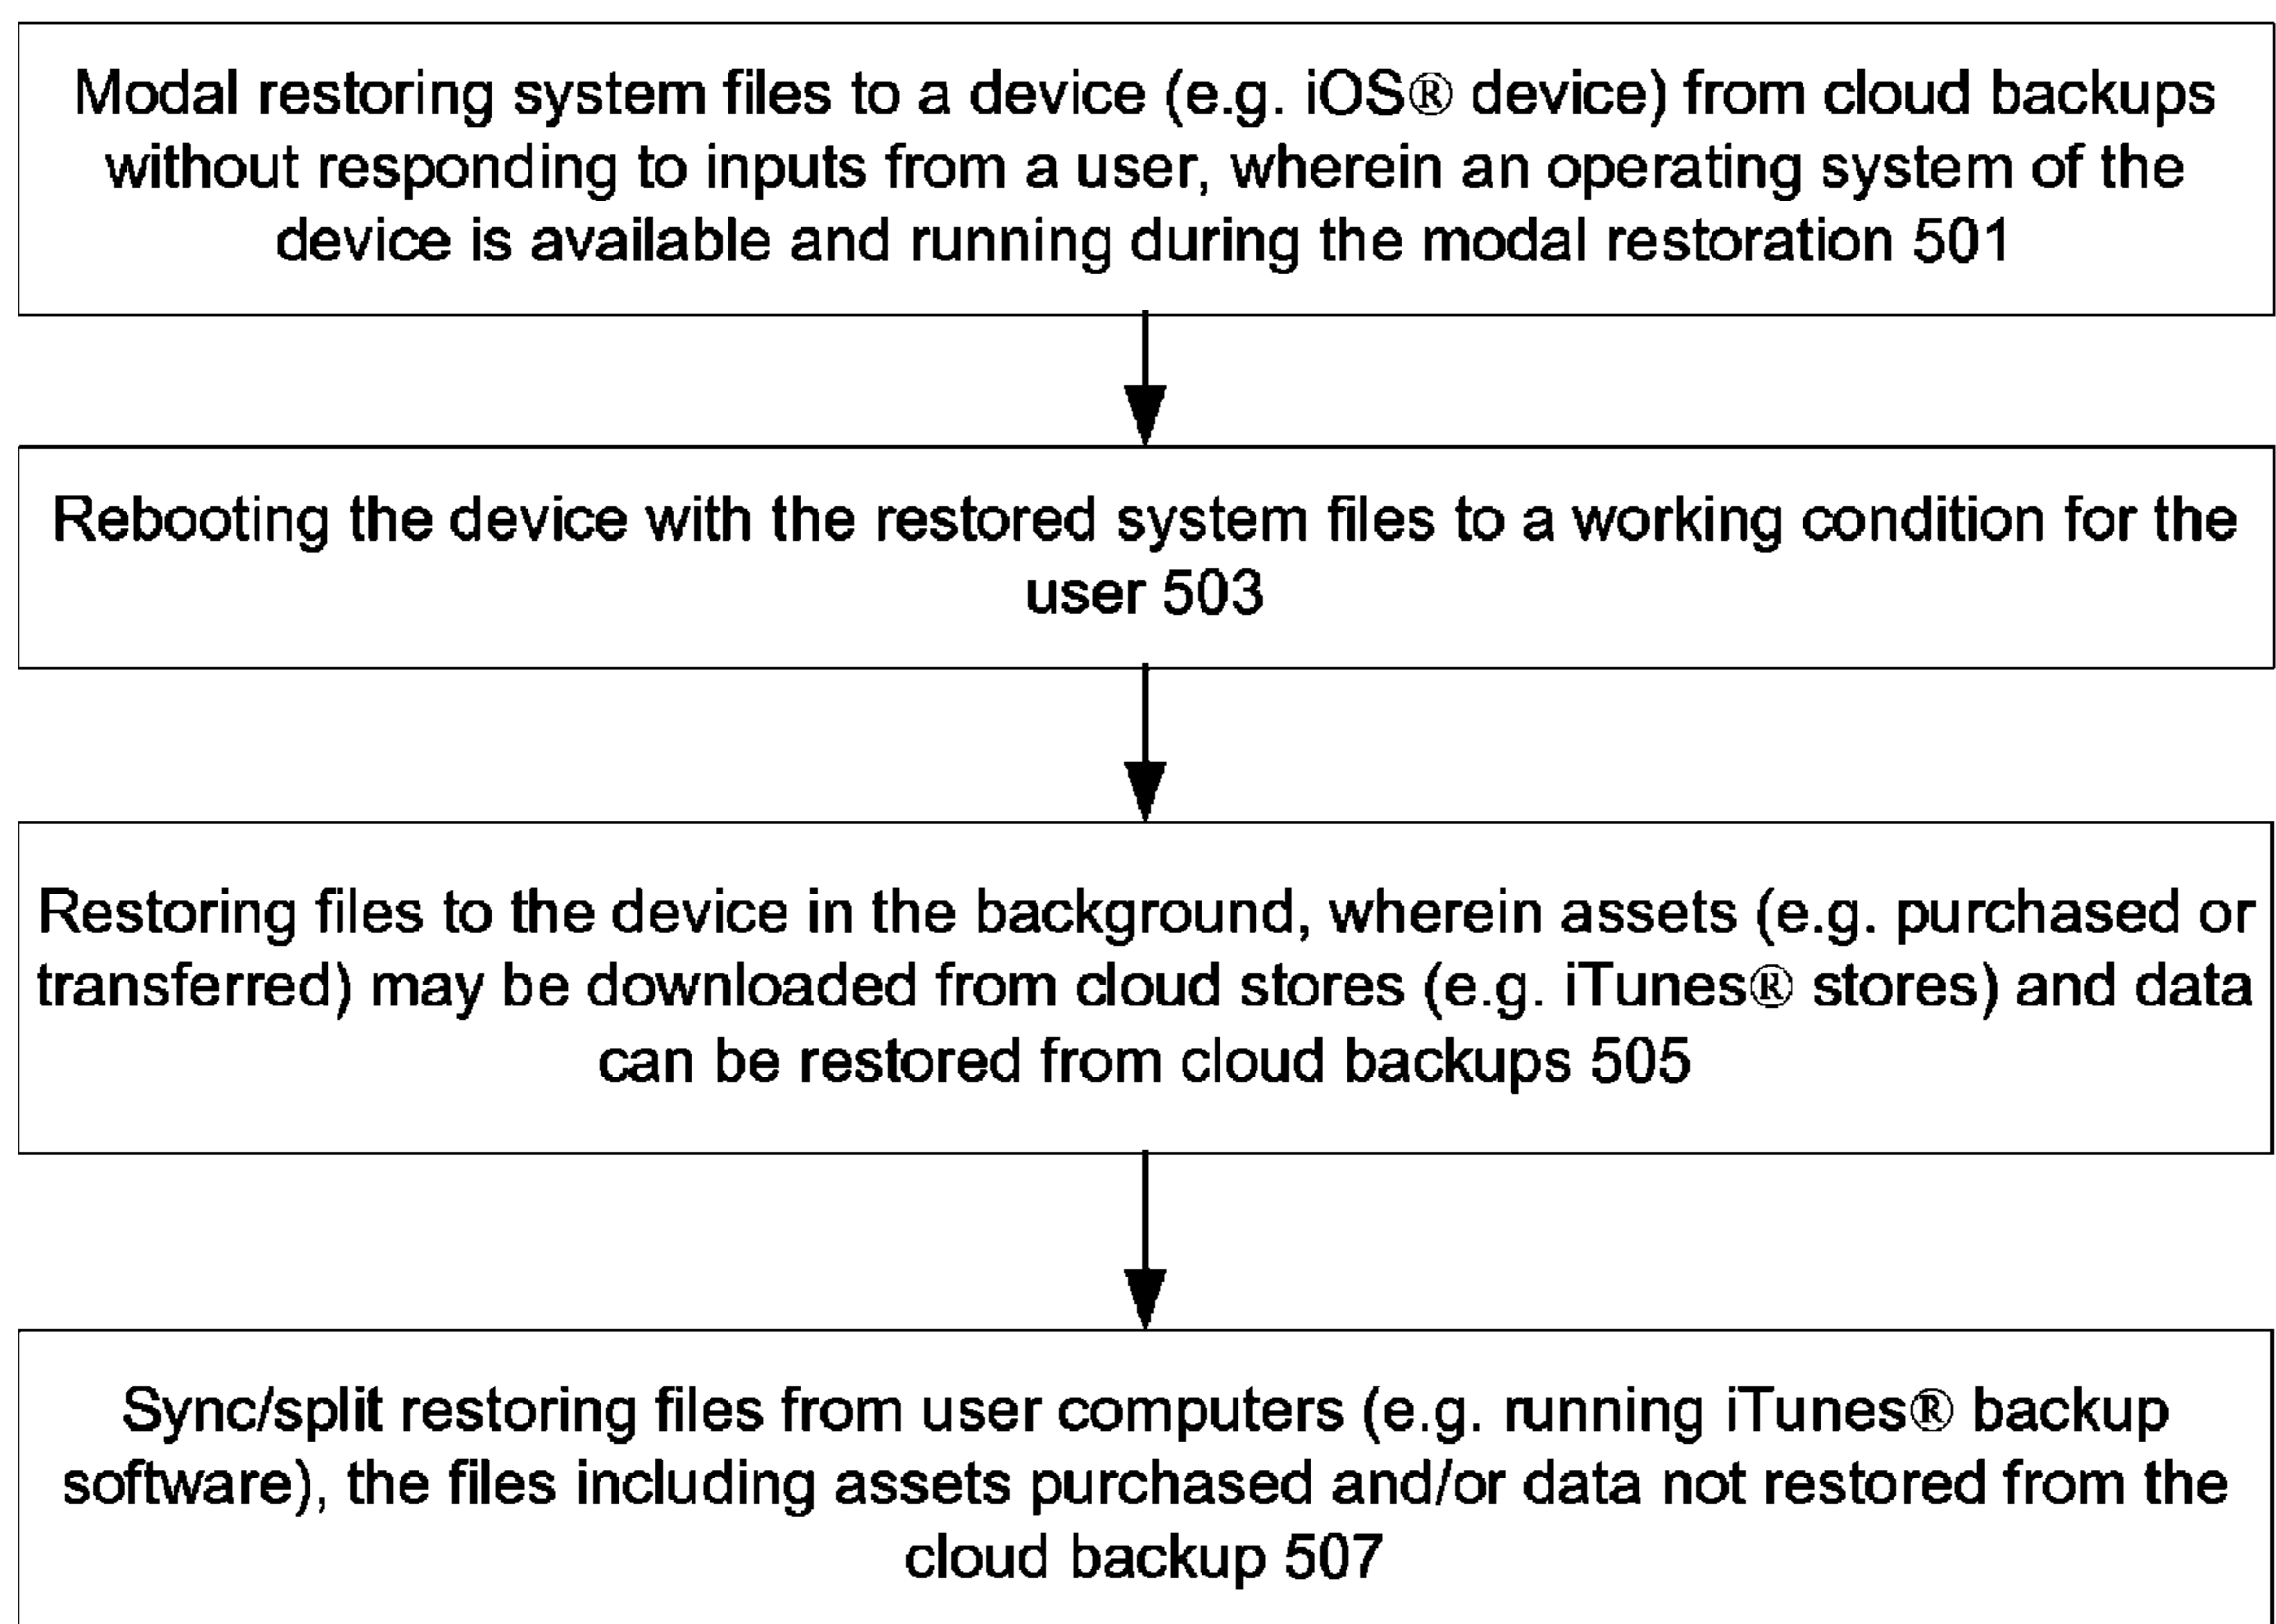 Modal restoring system files to a device (e.g. iOS® device) from cloud backups
without responding to inputs from a user, wherein an operating system of the
device is available and running during the modal restoration 501
Rebooting the device with the restored system files to a working condition for the
user 503
Restoring files to the device in the background, wherein assets (e.g. purchased or
transferred) may be downloaded from cloud stores (e.g. iTunes® stores) and data
can be restored from cloud backups 505
Sync/split restoring files from user computers (e.g. running iTunes® backup
software), the files including assets purchased and/or data not restored from the
cloud backup 507